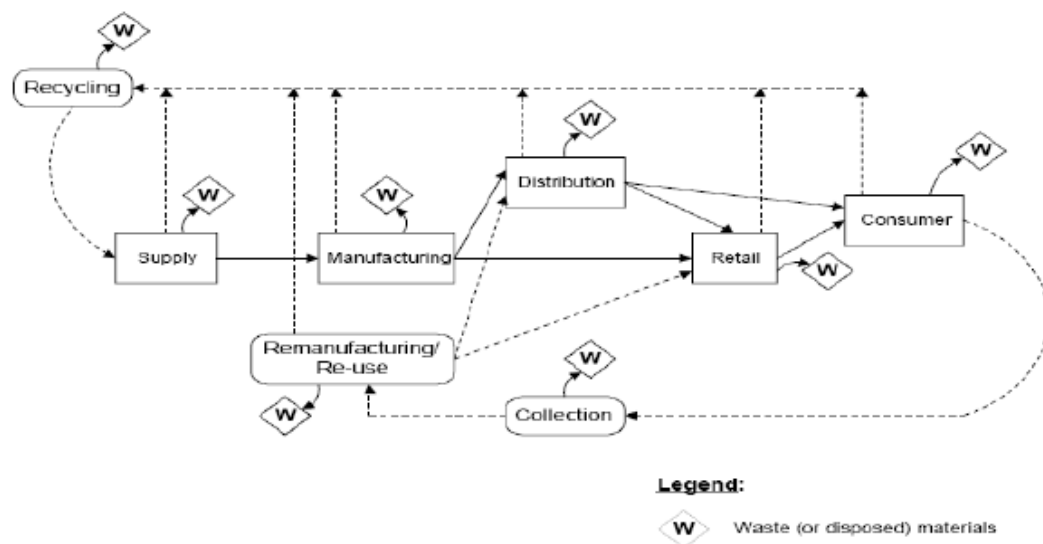 W
Recycling
W
Distribution
W
Consumer
W
W
Supply
Manufacturing
Retail
W
Remanufacturing/
Re-use
W
W
Collection
Legend:
W Waste (or disposed) materials